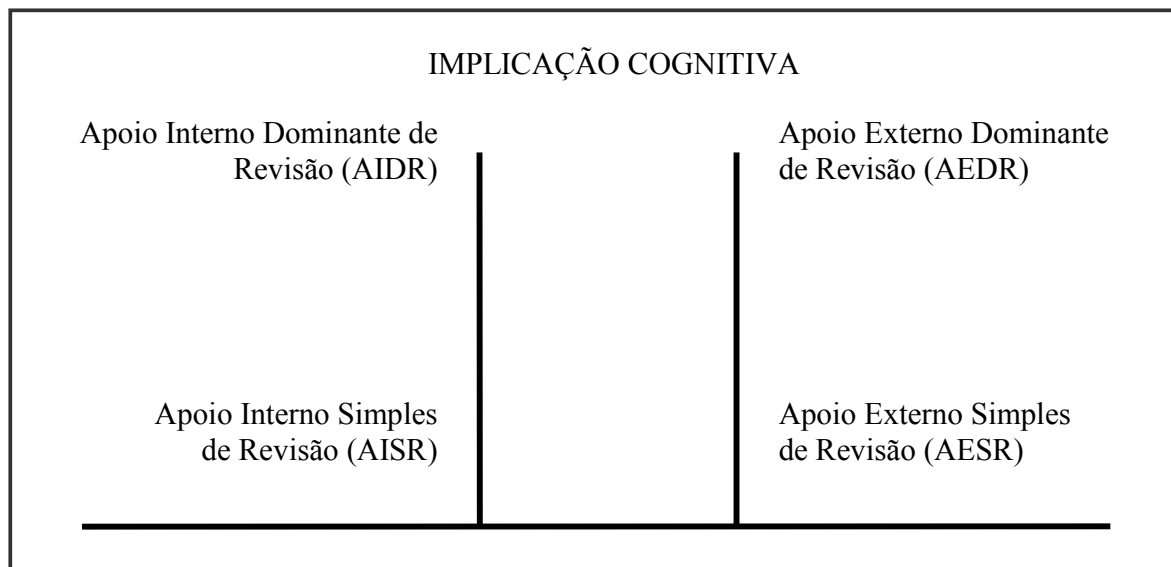 IMPLICAÇÃO COGNITIVA
Apoio Interno Dominante de
Revisão (AIDR)
Apoio Externo Dominante
de Revisão (AEDR)
Apoio Interno Simples
de Revisão (AISR)
Apoio Externo Simples
de Revisão (AESR)